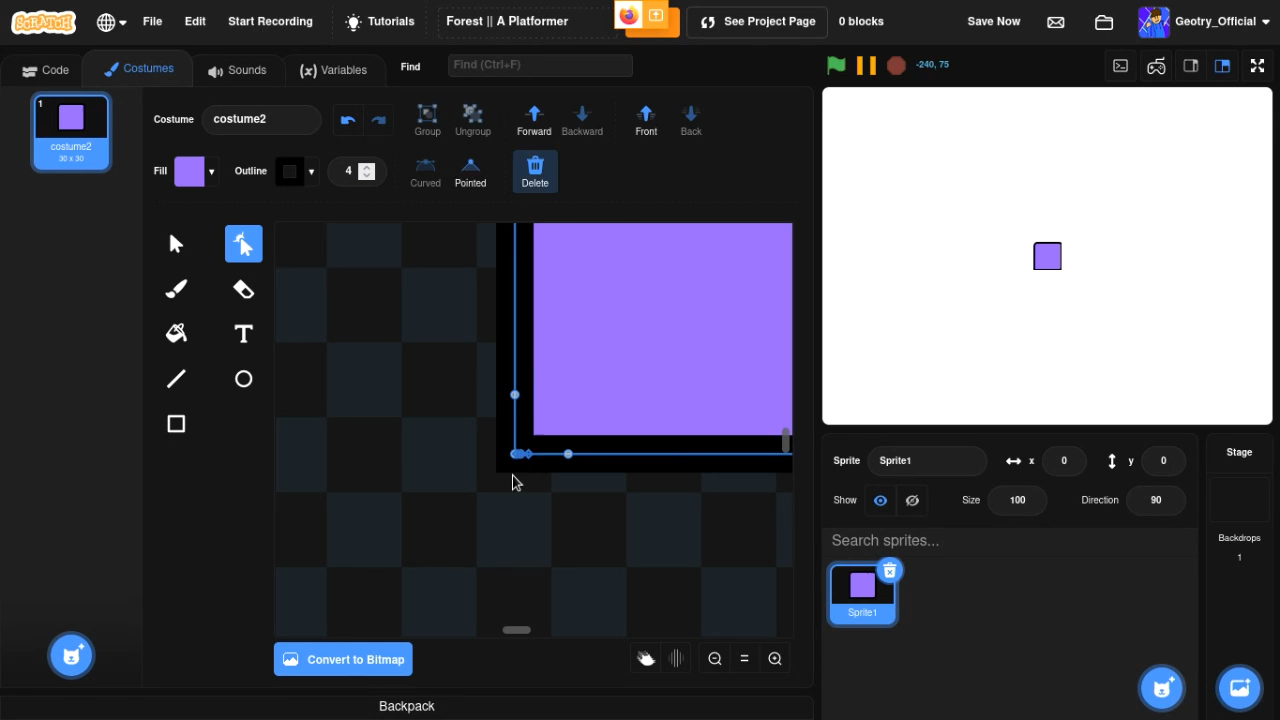 SCRATCH
File
Edit
Start Recording
Tutorials
Forest || A Platformer
See Project Page
0 blocks
Save Now
Geotry_Official
Code
Costumes
Sounds
Variables
Find
Find (Ctrl+F)
-240, 75
1
costume2
30 x 30
Costume
costume2
Group
Ungroup
Forward
Backward
Front
Back
Fill
Outline
4
Curved
Pointed
Delete
T
Convert to Bitmap
Backpack
Sprite
Sprite1
x
0
y
0
Show
Size
100
Direction
90
Search sprites...
Sprite1
Stage
Backdrops
1